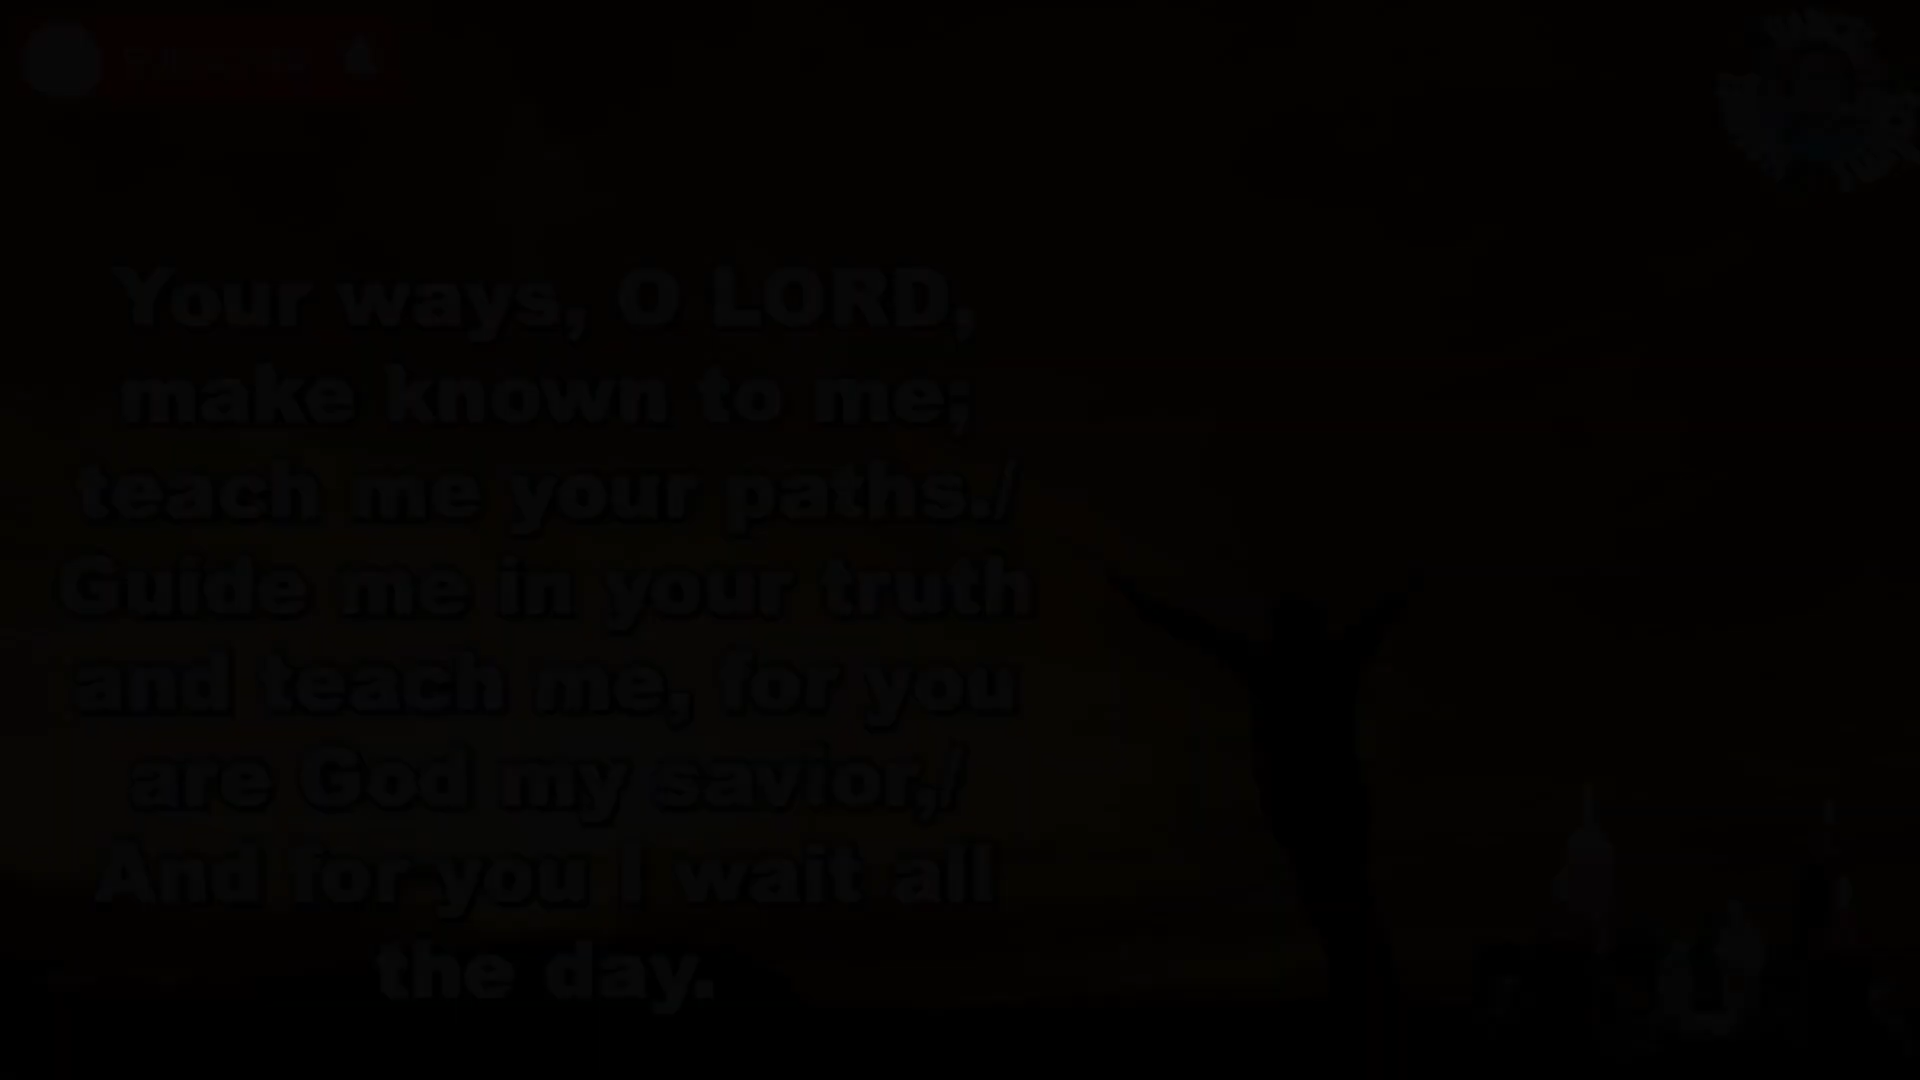 Your ways, O LORD,
make known to me;
teach me your paths./
Guide me in your truth
and teach me, for you
are God my savior,/
And for you I wait all
the day.